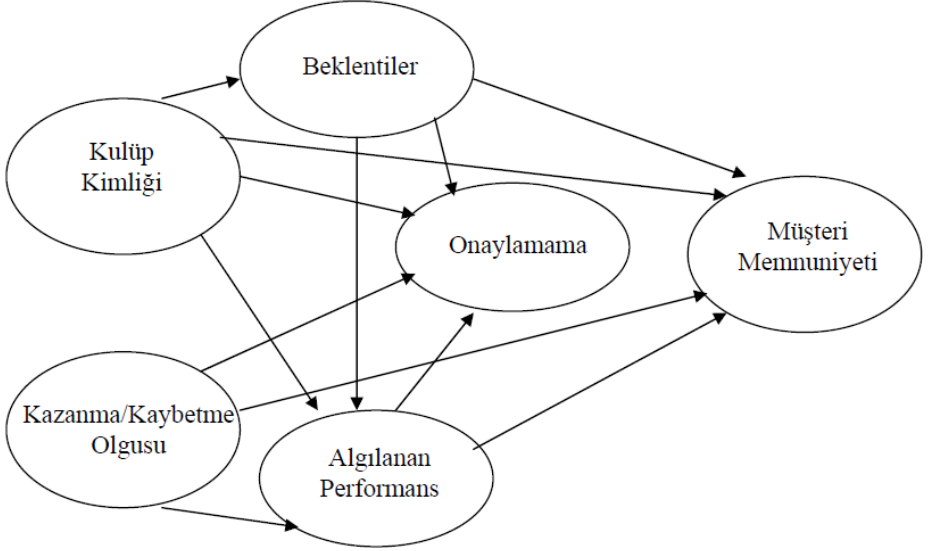 Beklentiler
Kulüp
Kimliği
Onaylamama
Müşteri
Memnuniyeti
Kazanma/Kaybetme
Olgusu
Algılanan
Performans